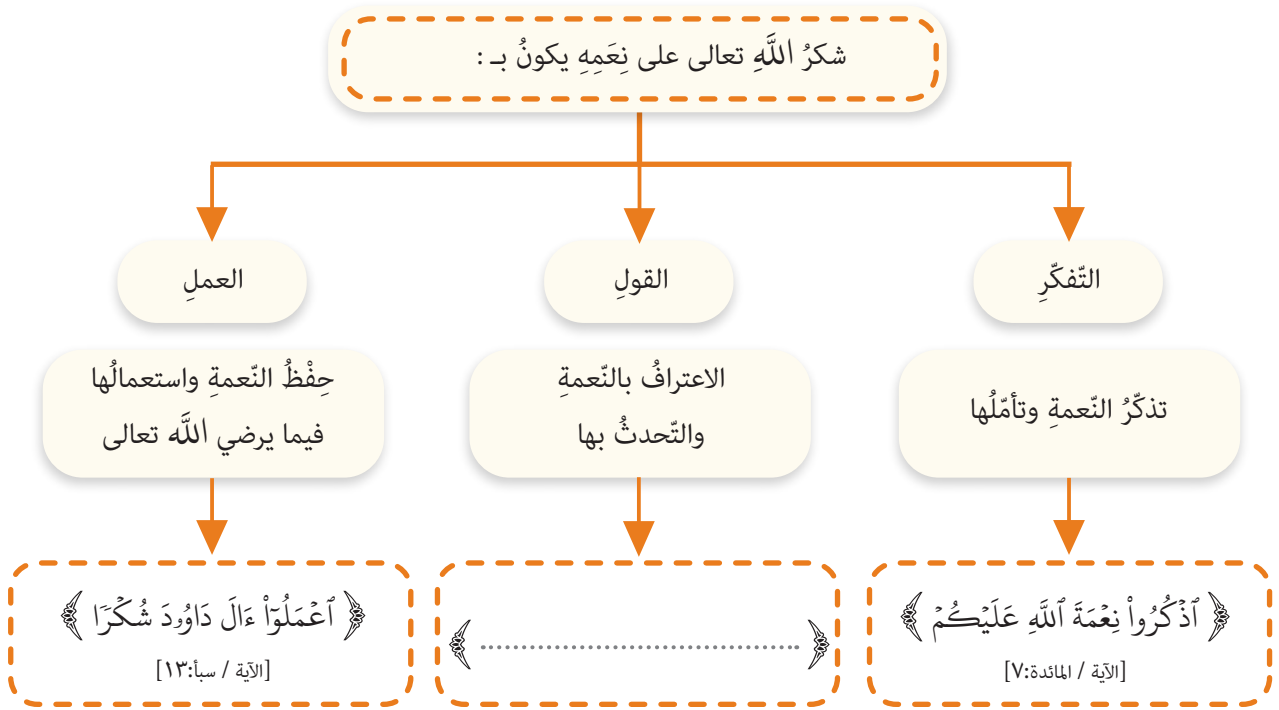 شكرُ اللَّهِ تعالى على نِعَمِهِ يكونُ بـ :
التّفكّرِ
القولِ
العملِ
تذكّرُ النّعمةِ وتأمّلُها
الاعترافُ بالنّعمةِ
والتّحدثُ بها
حِفْظُ النّعمةِ واستعمالُها
فيما يرضي اللَّه تعالى
﴿ ٱذۡكُرُواْ نِعۡمَةَ ٱللَّهِ عَلَيۡكُمۡ ﴾
[الآية / المائدة:٧]
﴿ ........................................ ﴾
﴿ ٱعۡمَلُوٓاْ ءَالَ دَاوُۥدَ شُكۡرٗا ﴾
[الآية / سبأ:١٣]